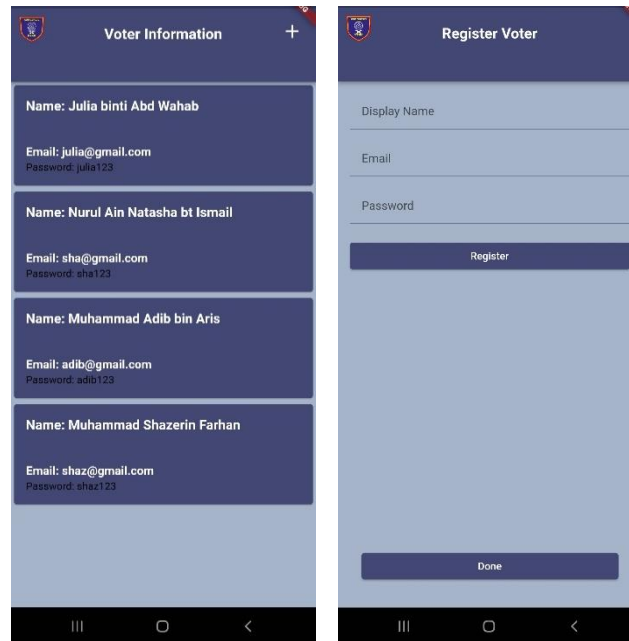 Voter Information
+
Name: Julia binti Abd Wahab
Email: julia@gmail.com
Password: julia123
Name: Nurul Ain Natasha bt Ismail
Email: sha@gmail.com
Password: sha123
Name: Muhammad Adib bin Aris
Email: adib@gmail.com
Password: adib123
Name: Muhammad Shazerin Farhan
Email: shaz@gmail.com
Password: shaz123
Register Voter
Display Name
Email
Password
Register
Done